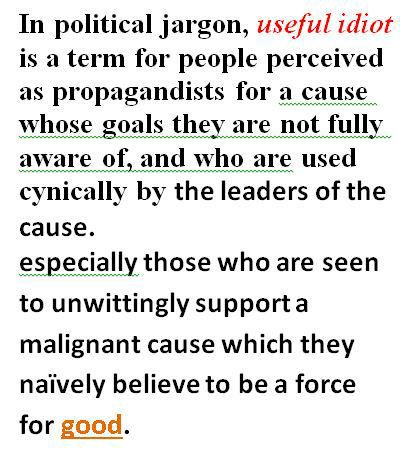 In political jargon, useful idiot
is a term for people perceived
as propagandists for a cause
whose goals they are not fully
aware of, and who are used
cynically by the leaders of the
cause.
especially those who are seen
to unwittingly support a
malignant cause which they
naïvely believe to be a force
for good.